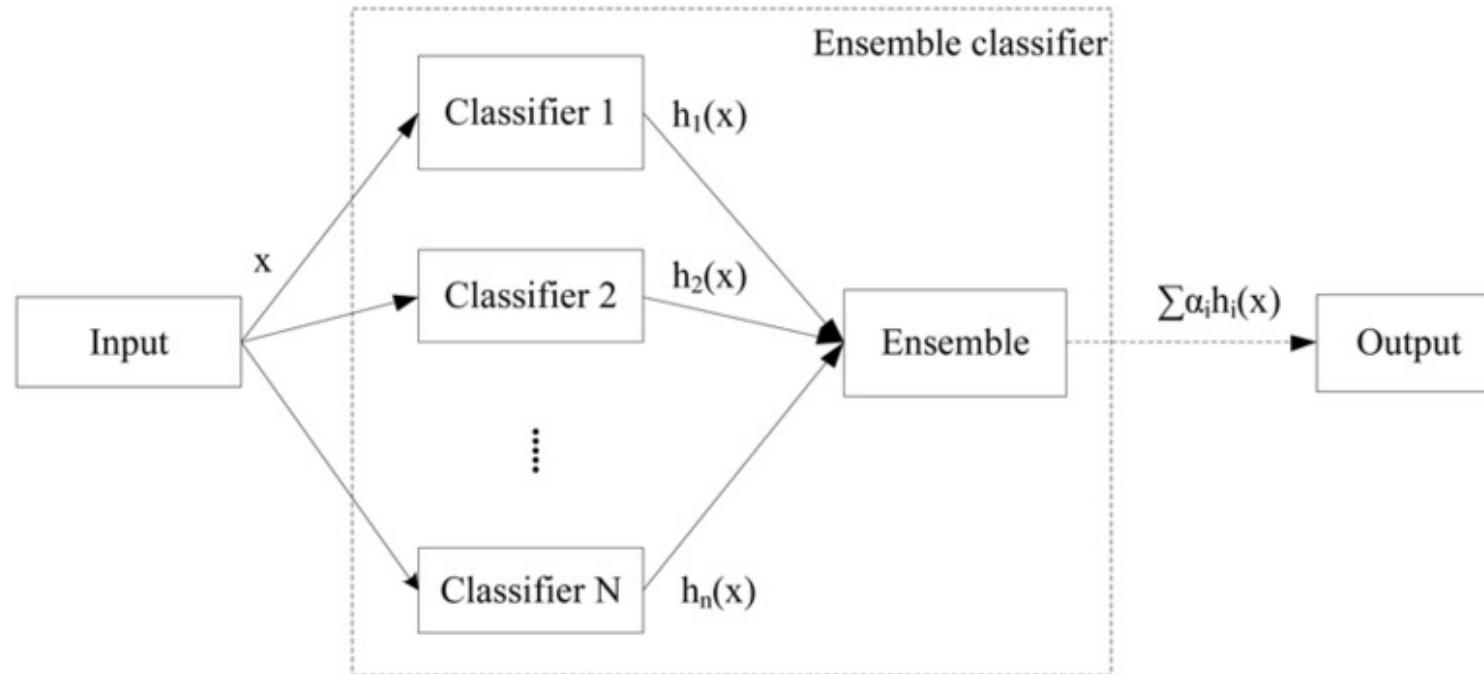 Ensemble classifier
Classifier 1
h₁(x)
x
Classifier 2
h₂(x)
Input
Ensemble
∑αᵢhᵢ(x)
Output
Classifier N
hₙ(x)